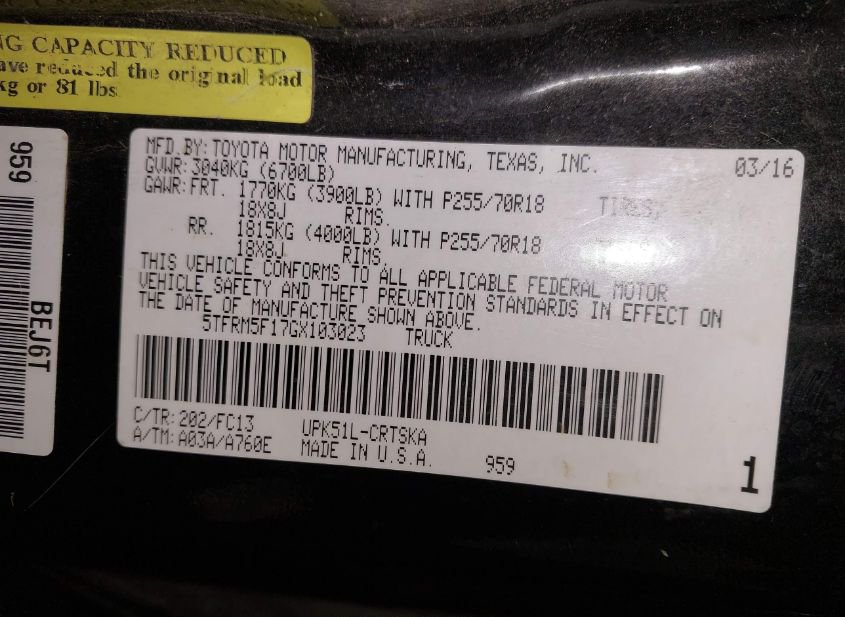 NG CAPACITY REDUCED
ave reduced the original load
kg or 81 lbs
959
BEJ6T
MFD.BY:TOYOTA MOTOR MANUFACTURING, TEXAS, INC. 03/16
GVWR:3040KG (6700LB)
GAWR:FRT. 1770KG (3900LB) WITH P255/70R18 TIRES,
18X8J RIMS.
RR. 1815KG (4000LB) WITH P255/70R18
18X8J RIMS.
THIS VEHICLE CONFORMS TO ALL APPLICABLE FEDERAL MOTOR
VEHICLE SAFETY AND THEFT PREVENTION STANDARDS IN EFFECT ON
THE DATE OF MANUFACTURE SHOWN ABOVE.
5TFRM5F17GX103023 TRUCK
C/TR:202/FC13 UPK51L-CRTSKA
A/TM:A03A/A760E MADE IN U.S.A. 959
1